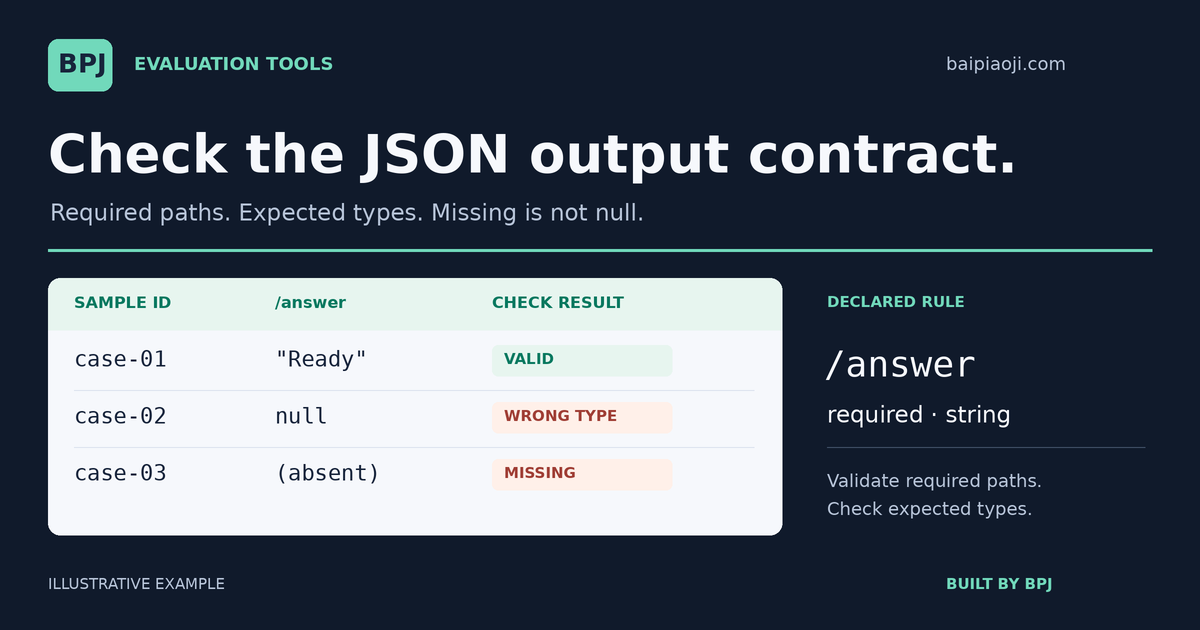 BPJ EVALUATION TOOLS baipiaoji.com
Check the JSON output contract.
Required paths. Expected types. Missing is not null.
SAMPLE ID /answer CHECK RESULT
case-01 "Ready" VALID
case-02 null WRONG TYPE
case-03 (absent) MISSING
DECLARED RULE
/answer
required · string
Validate required paths.
Check expected types.
ILLUSTRATIVE EXAMPLE BUILT BY BPJ